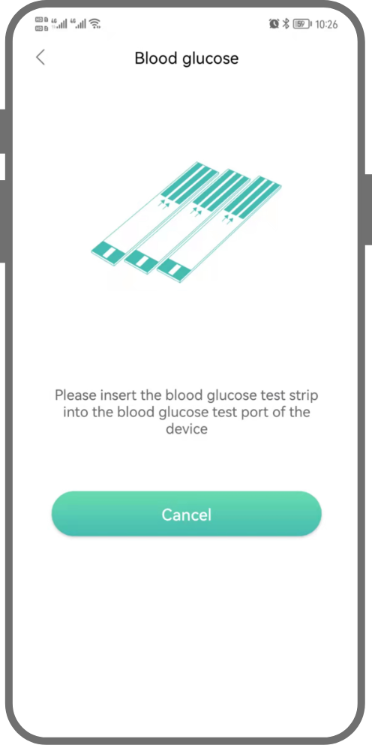 10:26
Blood glucose
Please insert the blood glucose test strip
into the blood glucose test port of the
device
Cancel